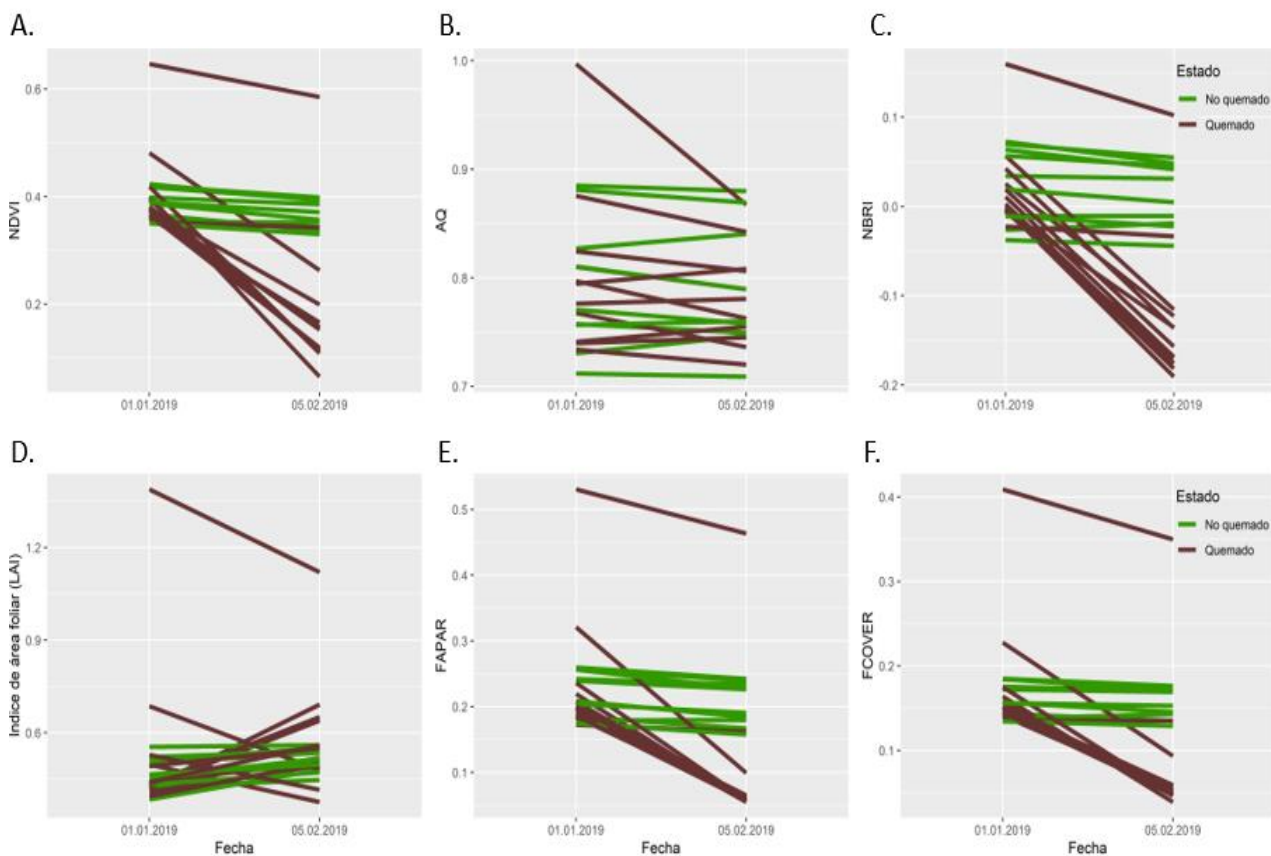 A.
NDVI
0.6
0.4
0.2
01.01.2019
05.02.2019
B.
AQ
1.0
0.9
0.8
0.7
01.01.2019
05.02.2019
C.
NBRI
0.1
0.0
-0.1
-0.2
01.01.2019
05.02.2019
Estado
No quemado
Quemado
D.
Indice de área foliar (LAI)
1.2
0.9
0.6
01.01.2019
05.02.2019
Fecha
E.
FAPAR
0.5
0.4
0.3
0.2
0.1
01.01.2019
05.02.2019
Fecha
F.
FCOVER
0.4
0.3
0.2
0.1
01.01.2019
05.02.2019
Fecha
Estado
No quemado
Quemado